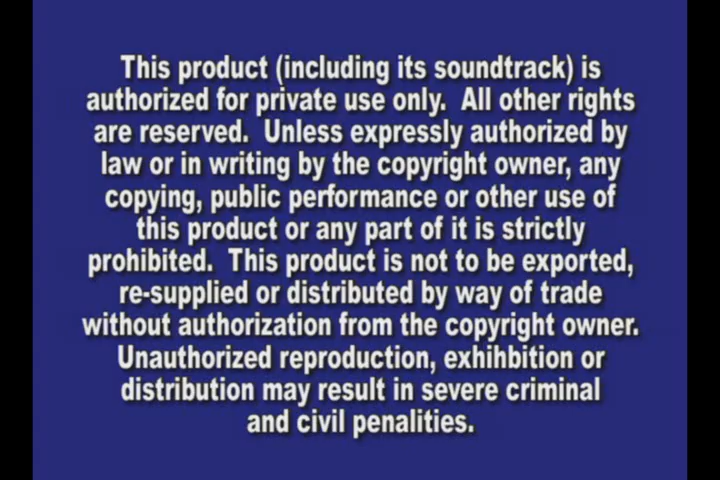 This product (including its soundtrack) is
authorized for private use only.  All other rights
are reserved.  Unless expressly authorized by
law or in writing by the copyright owner, any
copying, public performance or other use of
this product or any part of it is strictly
prohibited.  This product is not to be exported,
re-supplied or distributed by way of trade
without authorization from the copyright owner.
Unauthorized reproduction, exhihbition or
distribution may result in severe criminal
and civil penalities.